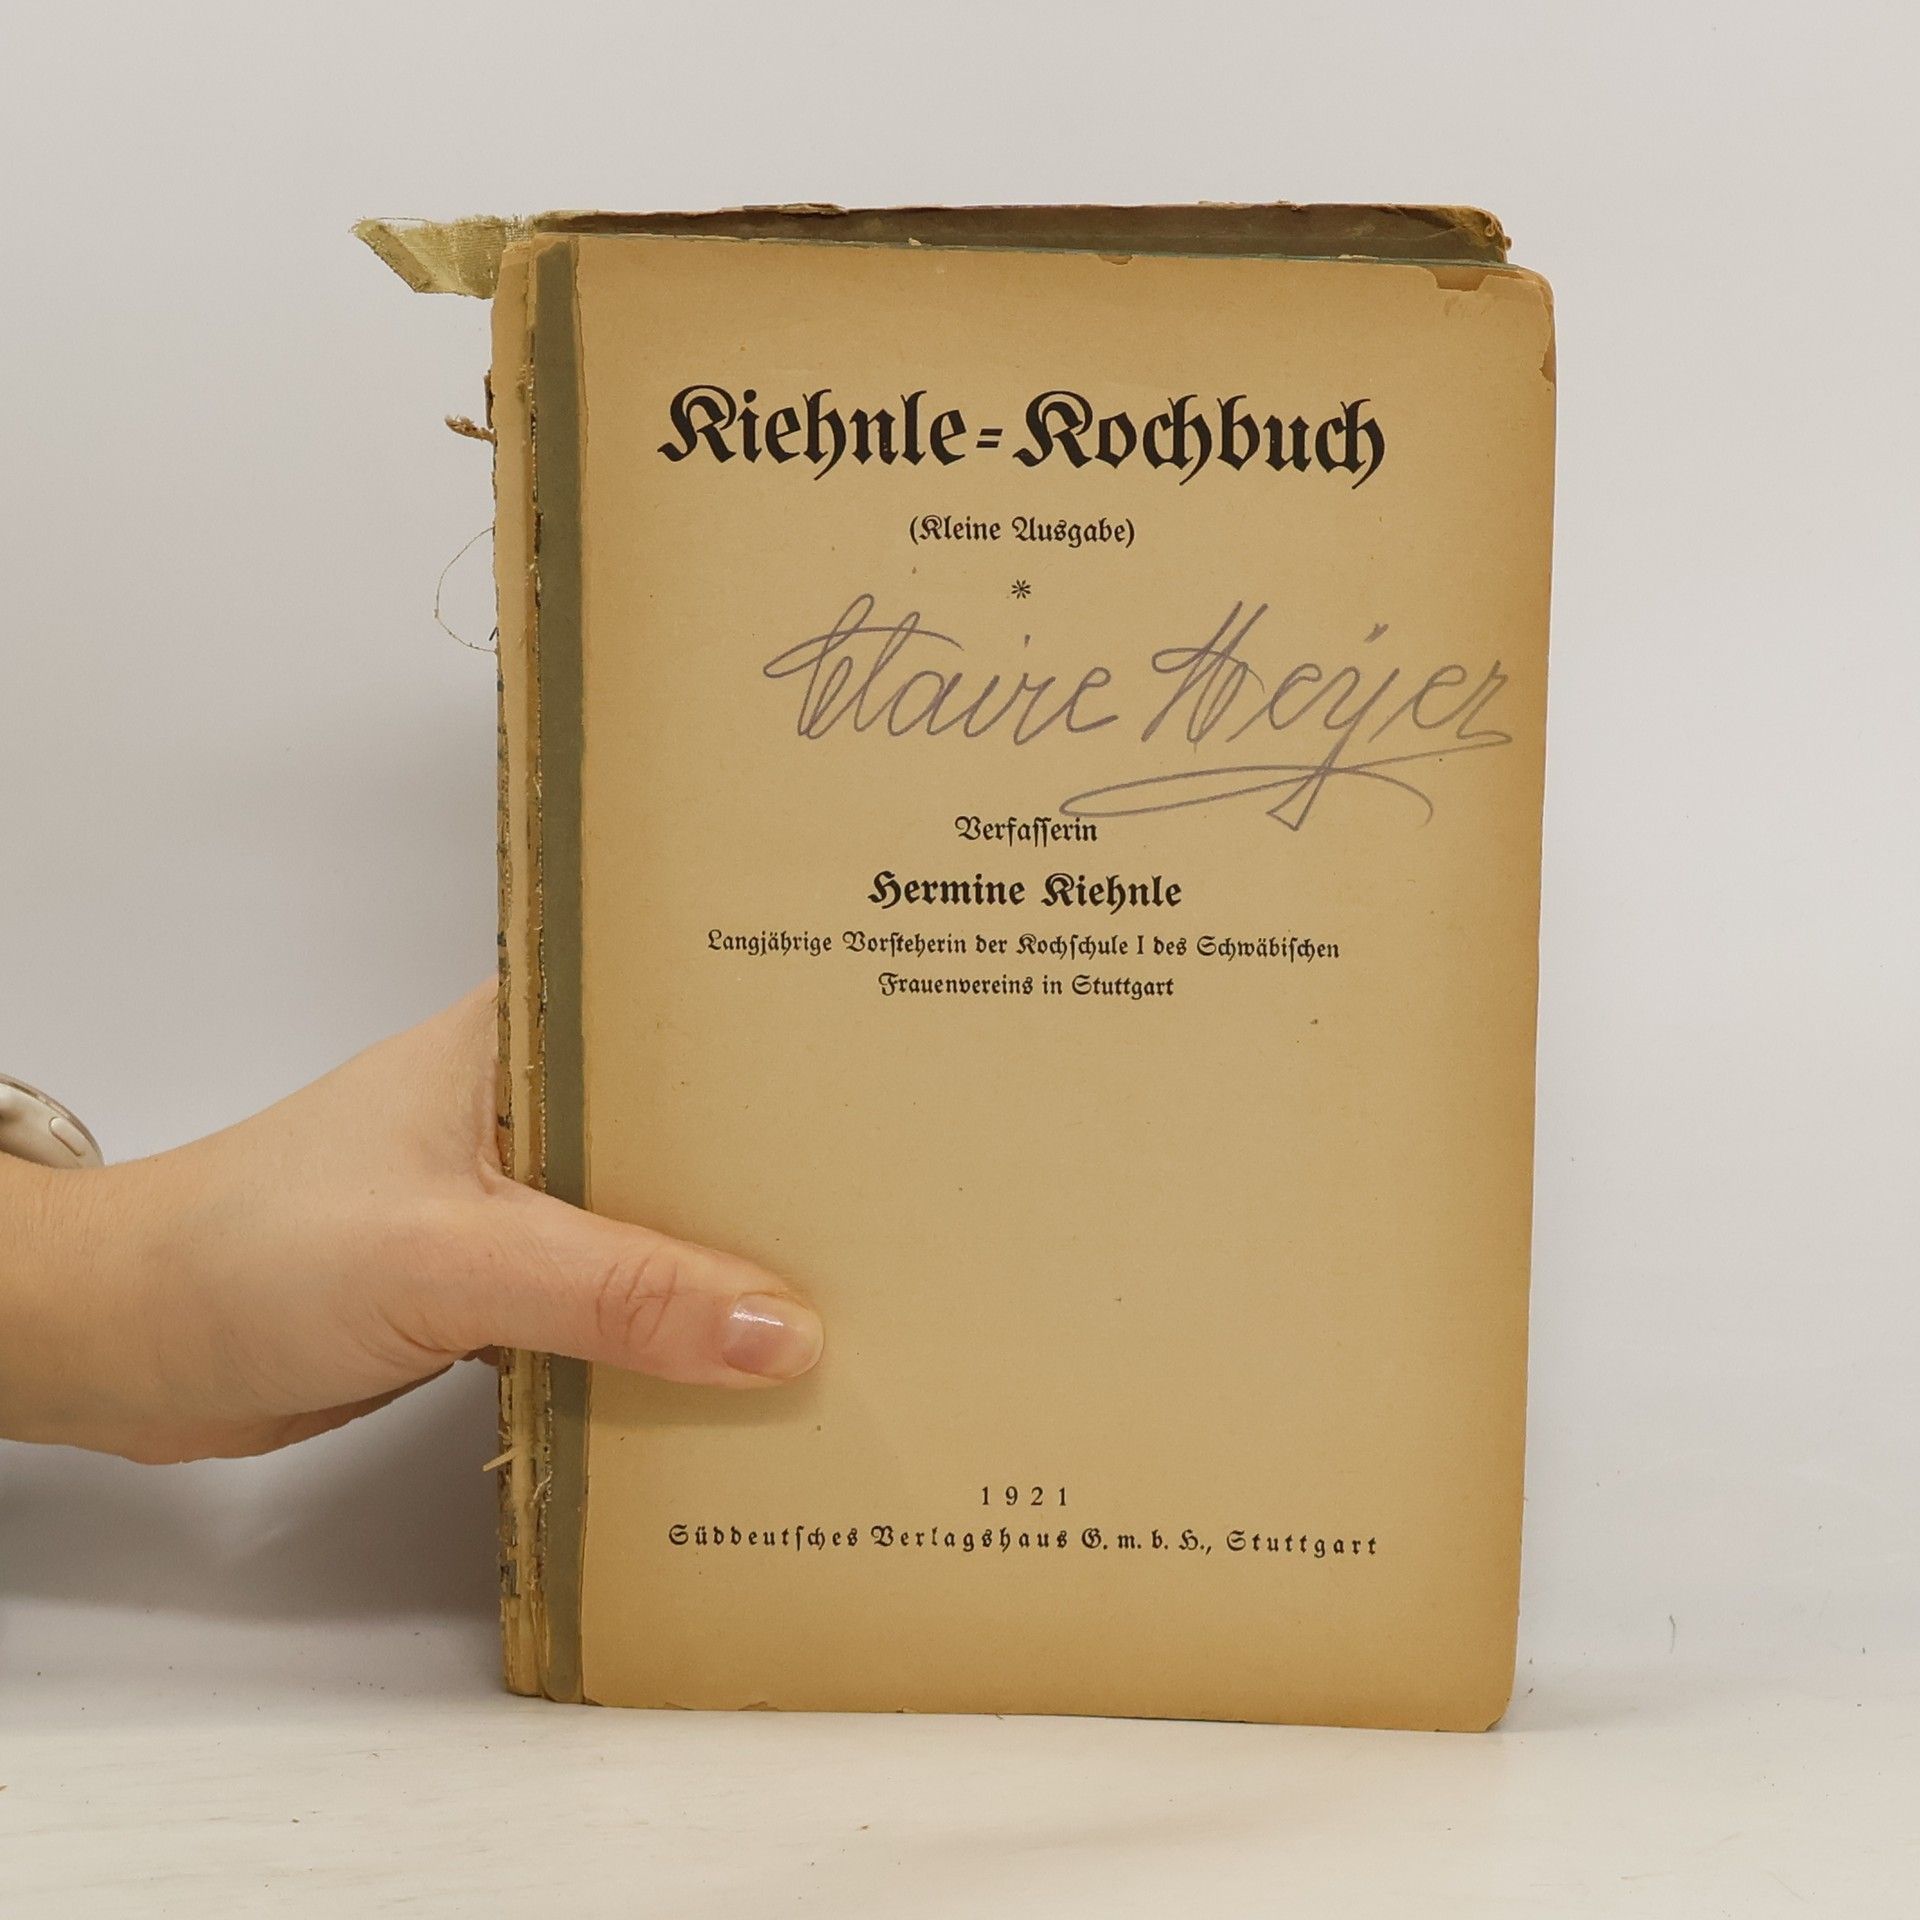 Kiehnle=Kochbuch
(Kleine Ausgabe)
*
Claire Meyer
Verfasserin
Hermine Kiehnle
Langjährige Vorsteherin der Kochschule I des Schwäbischen
Frauenvereins in Stuttgart
1921
Süddeutsches Verlagshaus G. m. b. H., Stuttgart